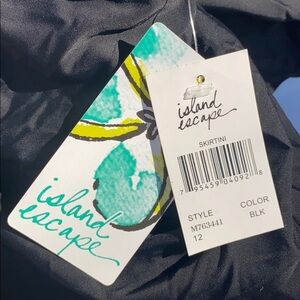 island
escape
island
escape
SKIRTINI
7 95459 04092 8
STYLE COLOR
M763441 BLK
12